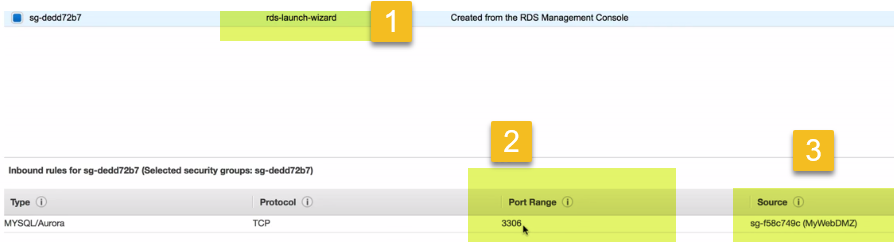 sg-dedd72b7 rds-launch-wizard 1 Created from the RDS Management Console
2
3
Inbound rules for sg-dedd72b7 (Selected security groups: sg-dedd72b7)
Type i Protocol i Port Range i Source i
MYSQL/Aurora TCP 3306 sg-f58c749c (MyWebDMZ)